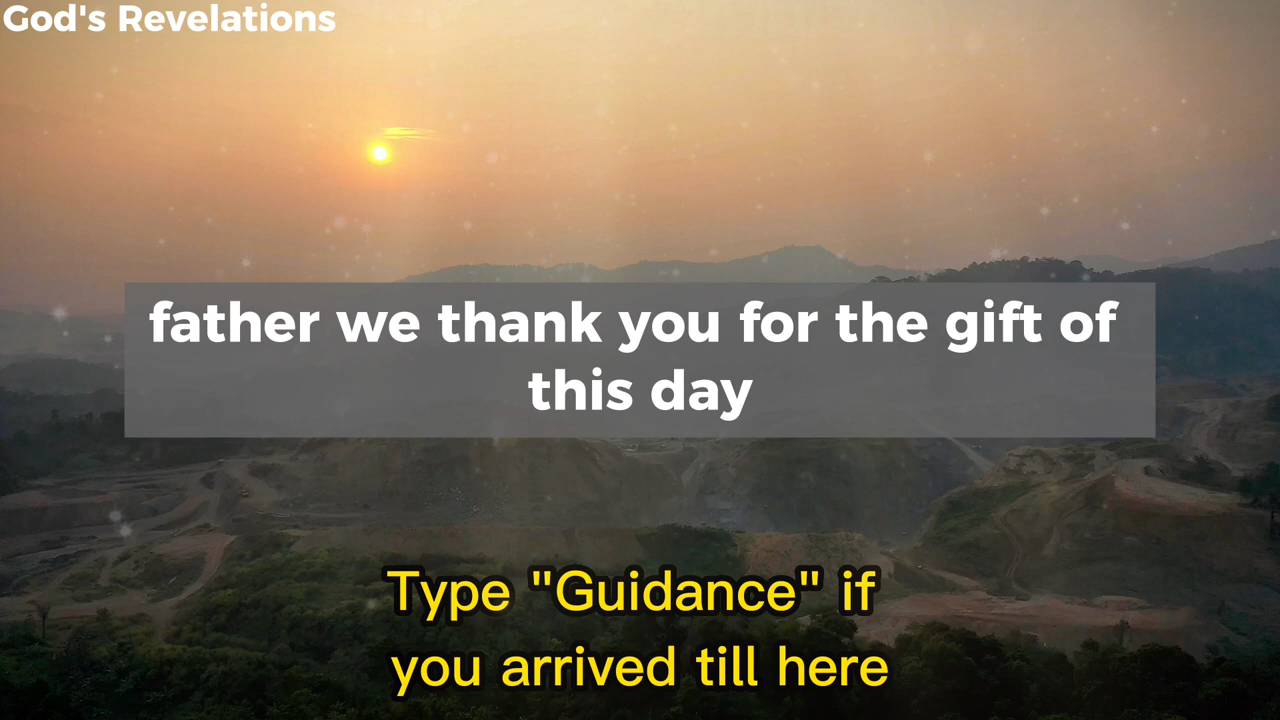 God's Revelations
father we thank you for the gift of
this day
Type "Guidance" if
you arrived till here